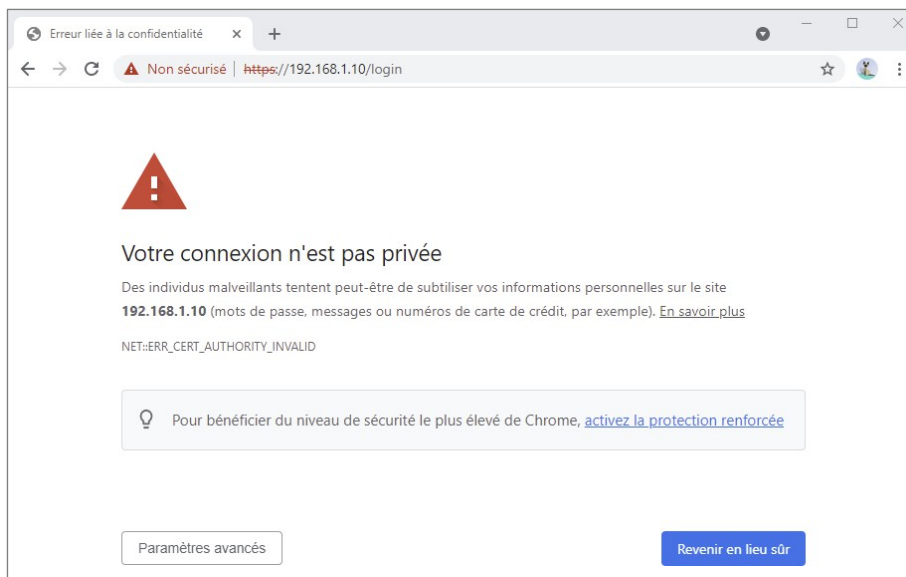 Erreur liée à la confidentialité
Non sécurisé | https://192.168.1.10/login
Votre connexion n'est pas privée
Des individus malveillants tentent peut-être de subtiliser vos informations personnelles sur le site
192.168.1.10 (mots de passe, messages ou numéros de carte de crédit, par exemple). En savoir plus
NET::ERR_CERT_AUTHORITY_INVALID
Pour bénéficier du niveau de sécurité le plus élevé de Chrome, activez la protection renforcée
Paramètres avancés
Revenir en lieu sûr